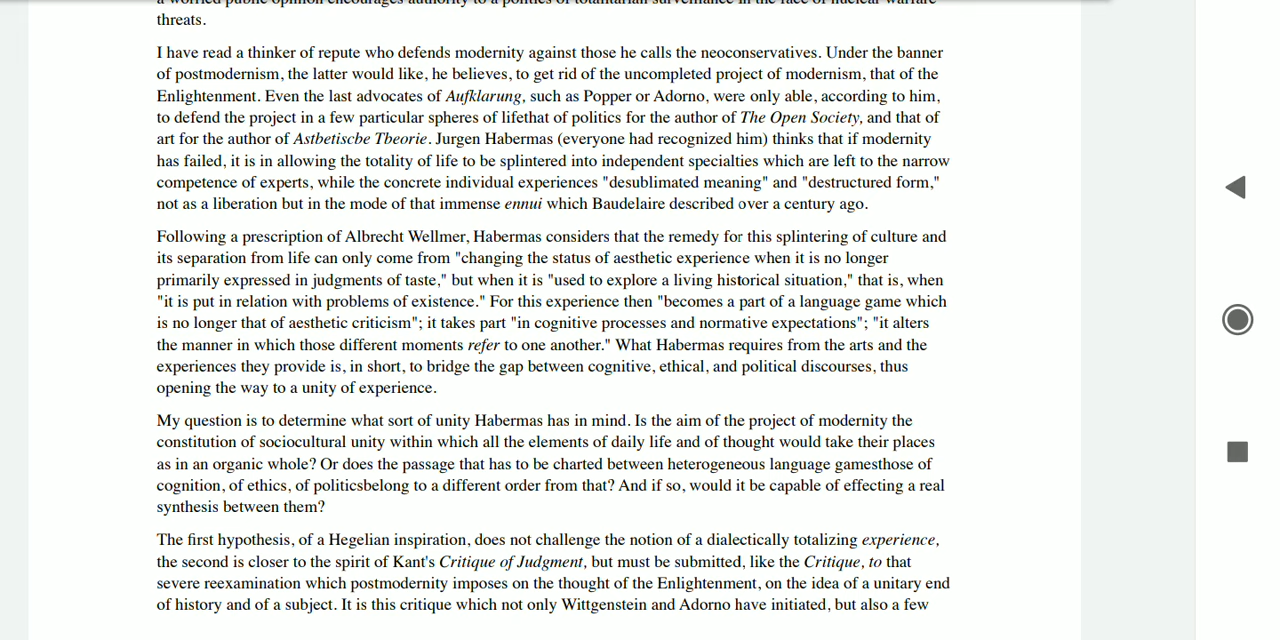 a worried public opinion encourages authority to a politics of totalitarian surveillance in the face of nuclear warfare
threats.
I have read a thinker of repute who defends modernity against those he calls the neoconservatives. Under the banner
of postmodernism, the latter would like, he believes, to get rid of the uncompleted project of modernism, that of the
Enlightenment. Even the last advocates of Aufklarung, such as Popper or Adorno, were only able, according to him,
to defend the project in a few particular spheres of lifethat of politics for the author of The Open Society, and that of
art for the author of Astbetiscbe Tbeorie. Jurgen Habermas (everyone had recognized him) thinks that if modernity
has failed, it is in allowing the totality of life to be splintered into independent specialties which are left to the narrow
competence of experts, while the concrete individual experiences "desublimated meaning" and "destructured form,"
not as a liberation but in the mode of that immense ennui which Baudelaire described over a century ago.
Following a prescription of Albrecht Wellmer, Habermas considers that the remedy for this splintering of culture and
its separation from life can only come from "changing the status of aesthetic experience when it is no longer
primarily expressed in judgments of taste," but when it is "used to explore a living historical situation," that is, when
"it is put in relation with problems of existence." For this experience then "becomes a part of a language game which
is no longer that of aesthetic criticism"; it takes part "in cognitive processes and normative expectations"; "it alters
the manner in which those different moments refer to one another." What Habermas requires from the arts and the
experiences they provide is, in short, to bridge the gap between cognitive, ethical, and political discourses, thus
opening the way to a unity of experience.
My question is to determine what sort of unity Habermas has in mind. Is the aim of the project of modernity the
constitution of sociocultural unity within which all the elements of daily life and of thought would take their places
as in an organic whole? Or does the passage that has to be charted between heterogeneous language gamesthose of
cognition, of ethics, of politicsbelong to a different order from that? And if so, would it be capable of effecting a real
synthesis between them?
The first hypothesis, of a Hegelian inspiration, does not challenge the notion of a dialectically totalizing experience,
the second is closer to the spirit of Kant's Critique of Judgment, but must be submitted, like the Critique, to that
severe reexamination which postmodernity imposes on the thought of the Enlightenment, on the idea of a unitary end
of history and of a subject. It is this critique which not only Wittgenstein and Adorno have initiated, but also a few